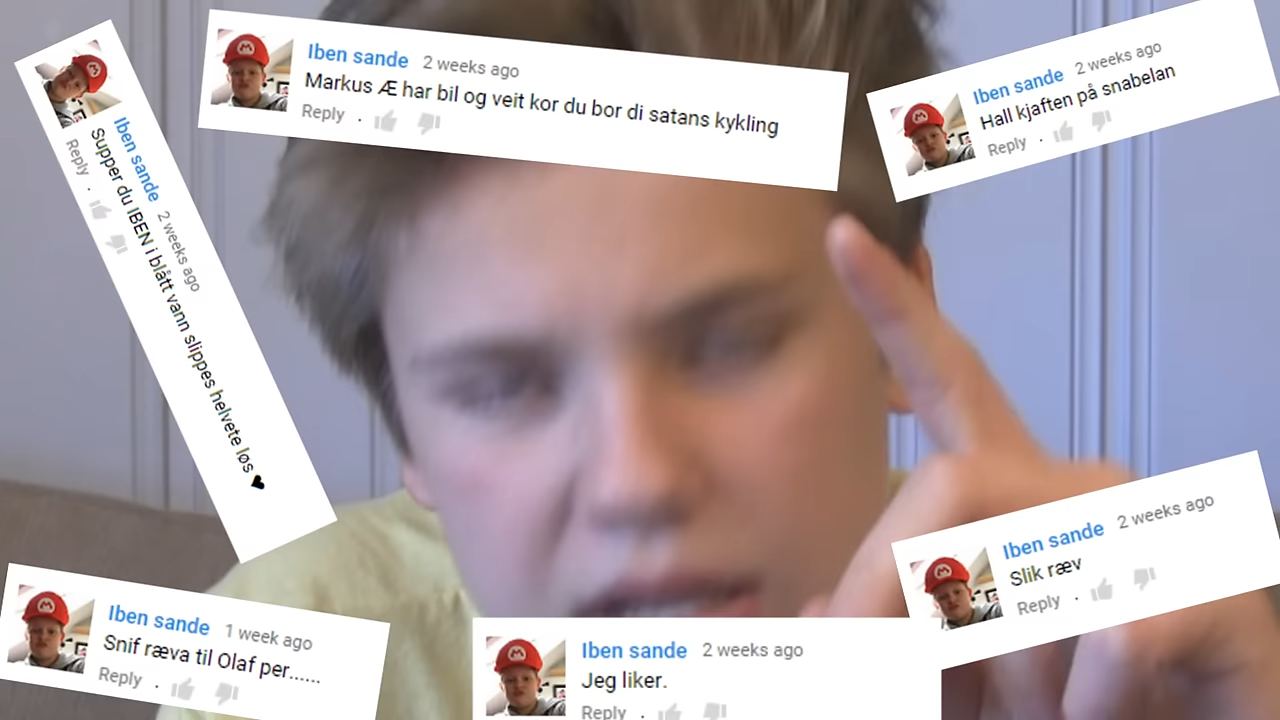 Iben sande 2 weeks ago
Markus Æ har bil og veit kor du bor di satans kykling
Reply
Iben sande 2 weeks ago
Hall kjaften på snabelan
Reply
Iben sande 2 weeks ago
Supper du IBEN i blått vann slippes helvete løs ♥
Reply
Iben sande 2 weeks ago
Slik ræv
Reply
Iben sande 1 week ago
Snif ræva til Olaf per......
Reply
Iben sande 2 weeks ago
Jeg liker.
Reply